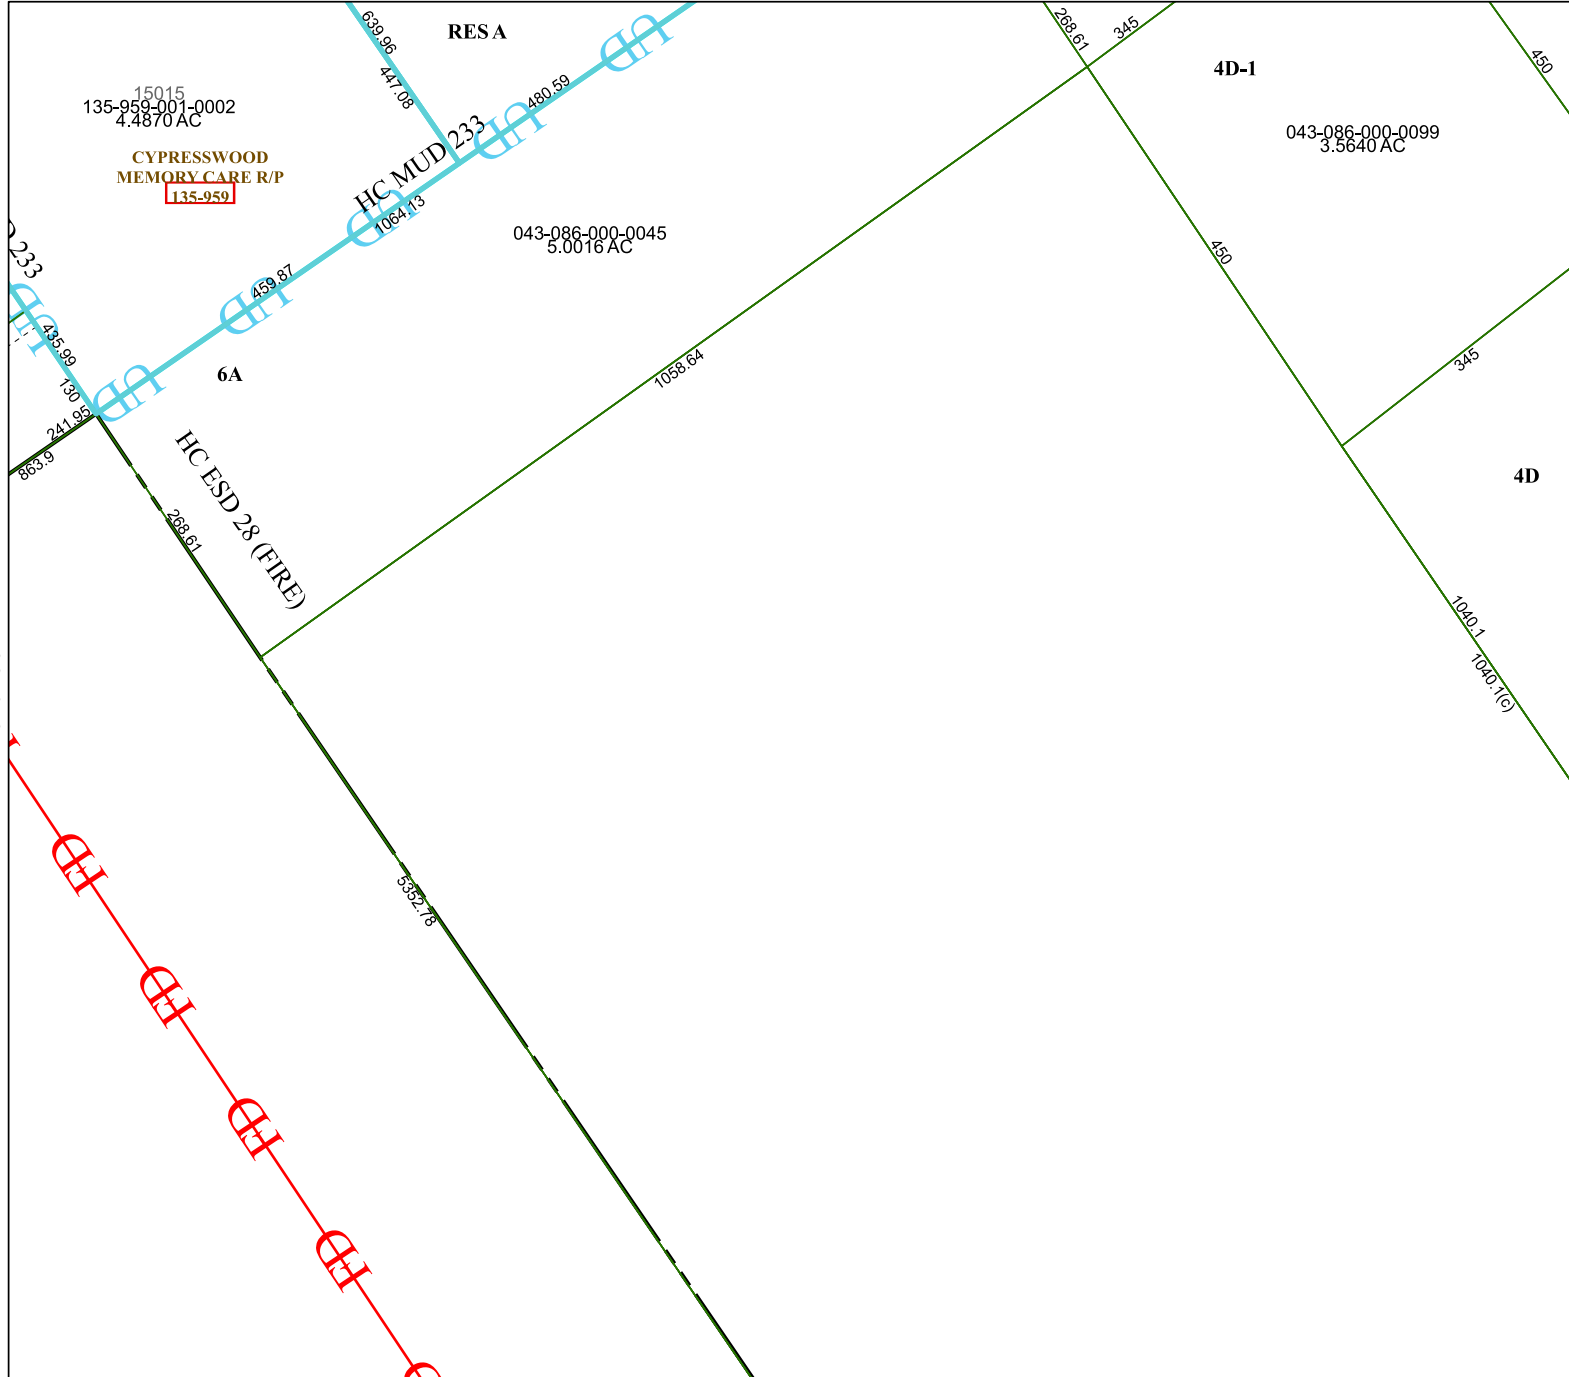 639.96
447.08
RES A
480.59
268.61
345
4D-1
450
15015
135-959-001-0002
4.4870 AC
CYPRESSWOOD
MEMORY CARE R/P
135-959
HC MUD 233
1064.13
043-086-000-0099
3.5640 AC
043-086-000-0045
5.0016 AC
233
459.87
450
435.99
130.5
241.95
863.9
6A
1058.64
345
HC ESD 28 (FIRE)
268.61
4D
1040.1
1040.1(c)
5352.78